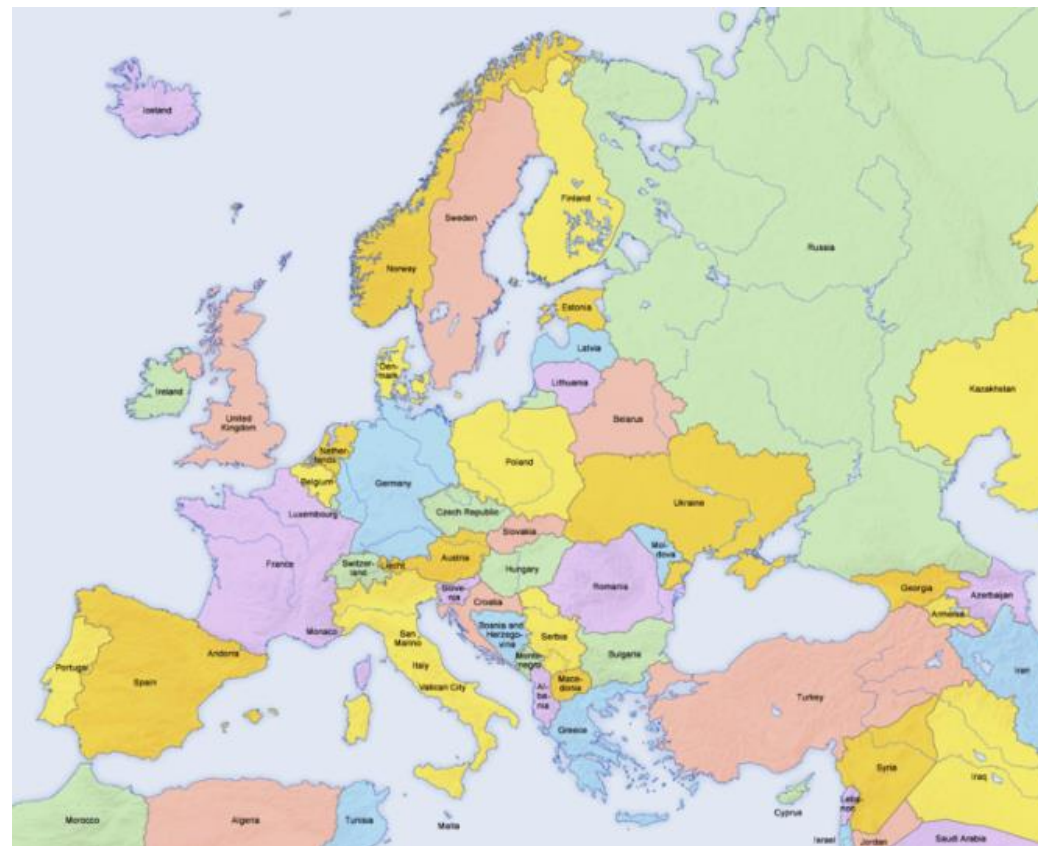 Iceland
Finland
Sweden
Russia
Norway
Estonia
Latvia
Den-
mark
Lithuania
Ireland
Kazakhstan
United
Kingdom
Belarus
Nether-
lands
Belgium
Poland
Germany
Ukraine
Luxembourg
Czech Republic
Slovakia
Mol-
dova
Austria
Switzer-
land
Liecht.
France
Hungary
Romania
Slove-
nia
Croatia
Georgia
Azerbaijan
Armenia
Monaco
San
Marino
Bosnia and
Herzego-
vina
Serbia
Andorra
Monte-
negro
Bulgaria
Portugal
Spain
Italy
Vatican City
Al-
ba-
nia
Mace-
donia
Iran
Turkey
Greece
Syria
Iraq
Leba-
non
Cyprus
Morocco
Algeria
Tunisia
Malta
Israel
Jordan
Saudi Arabia